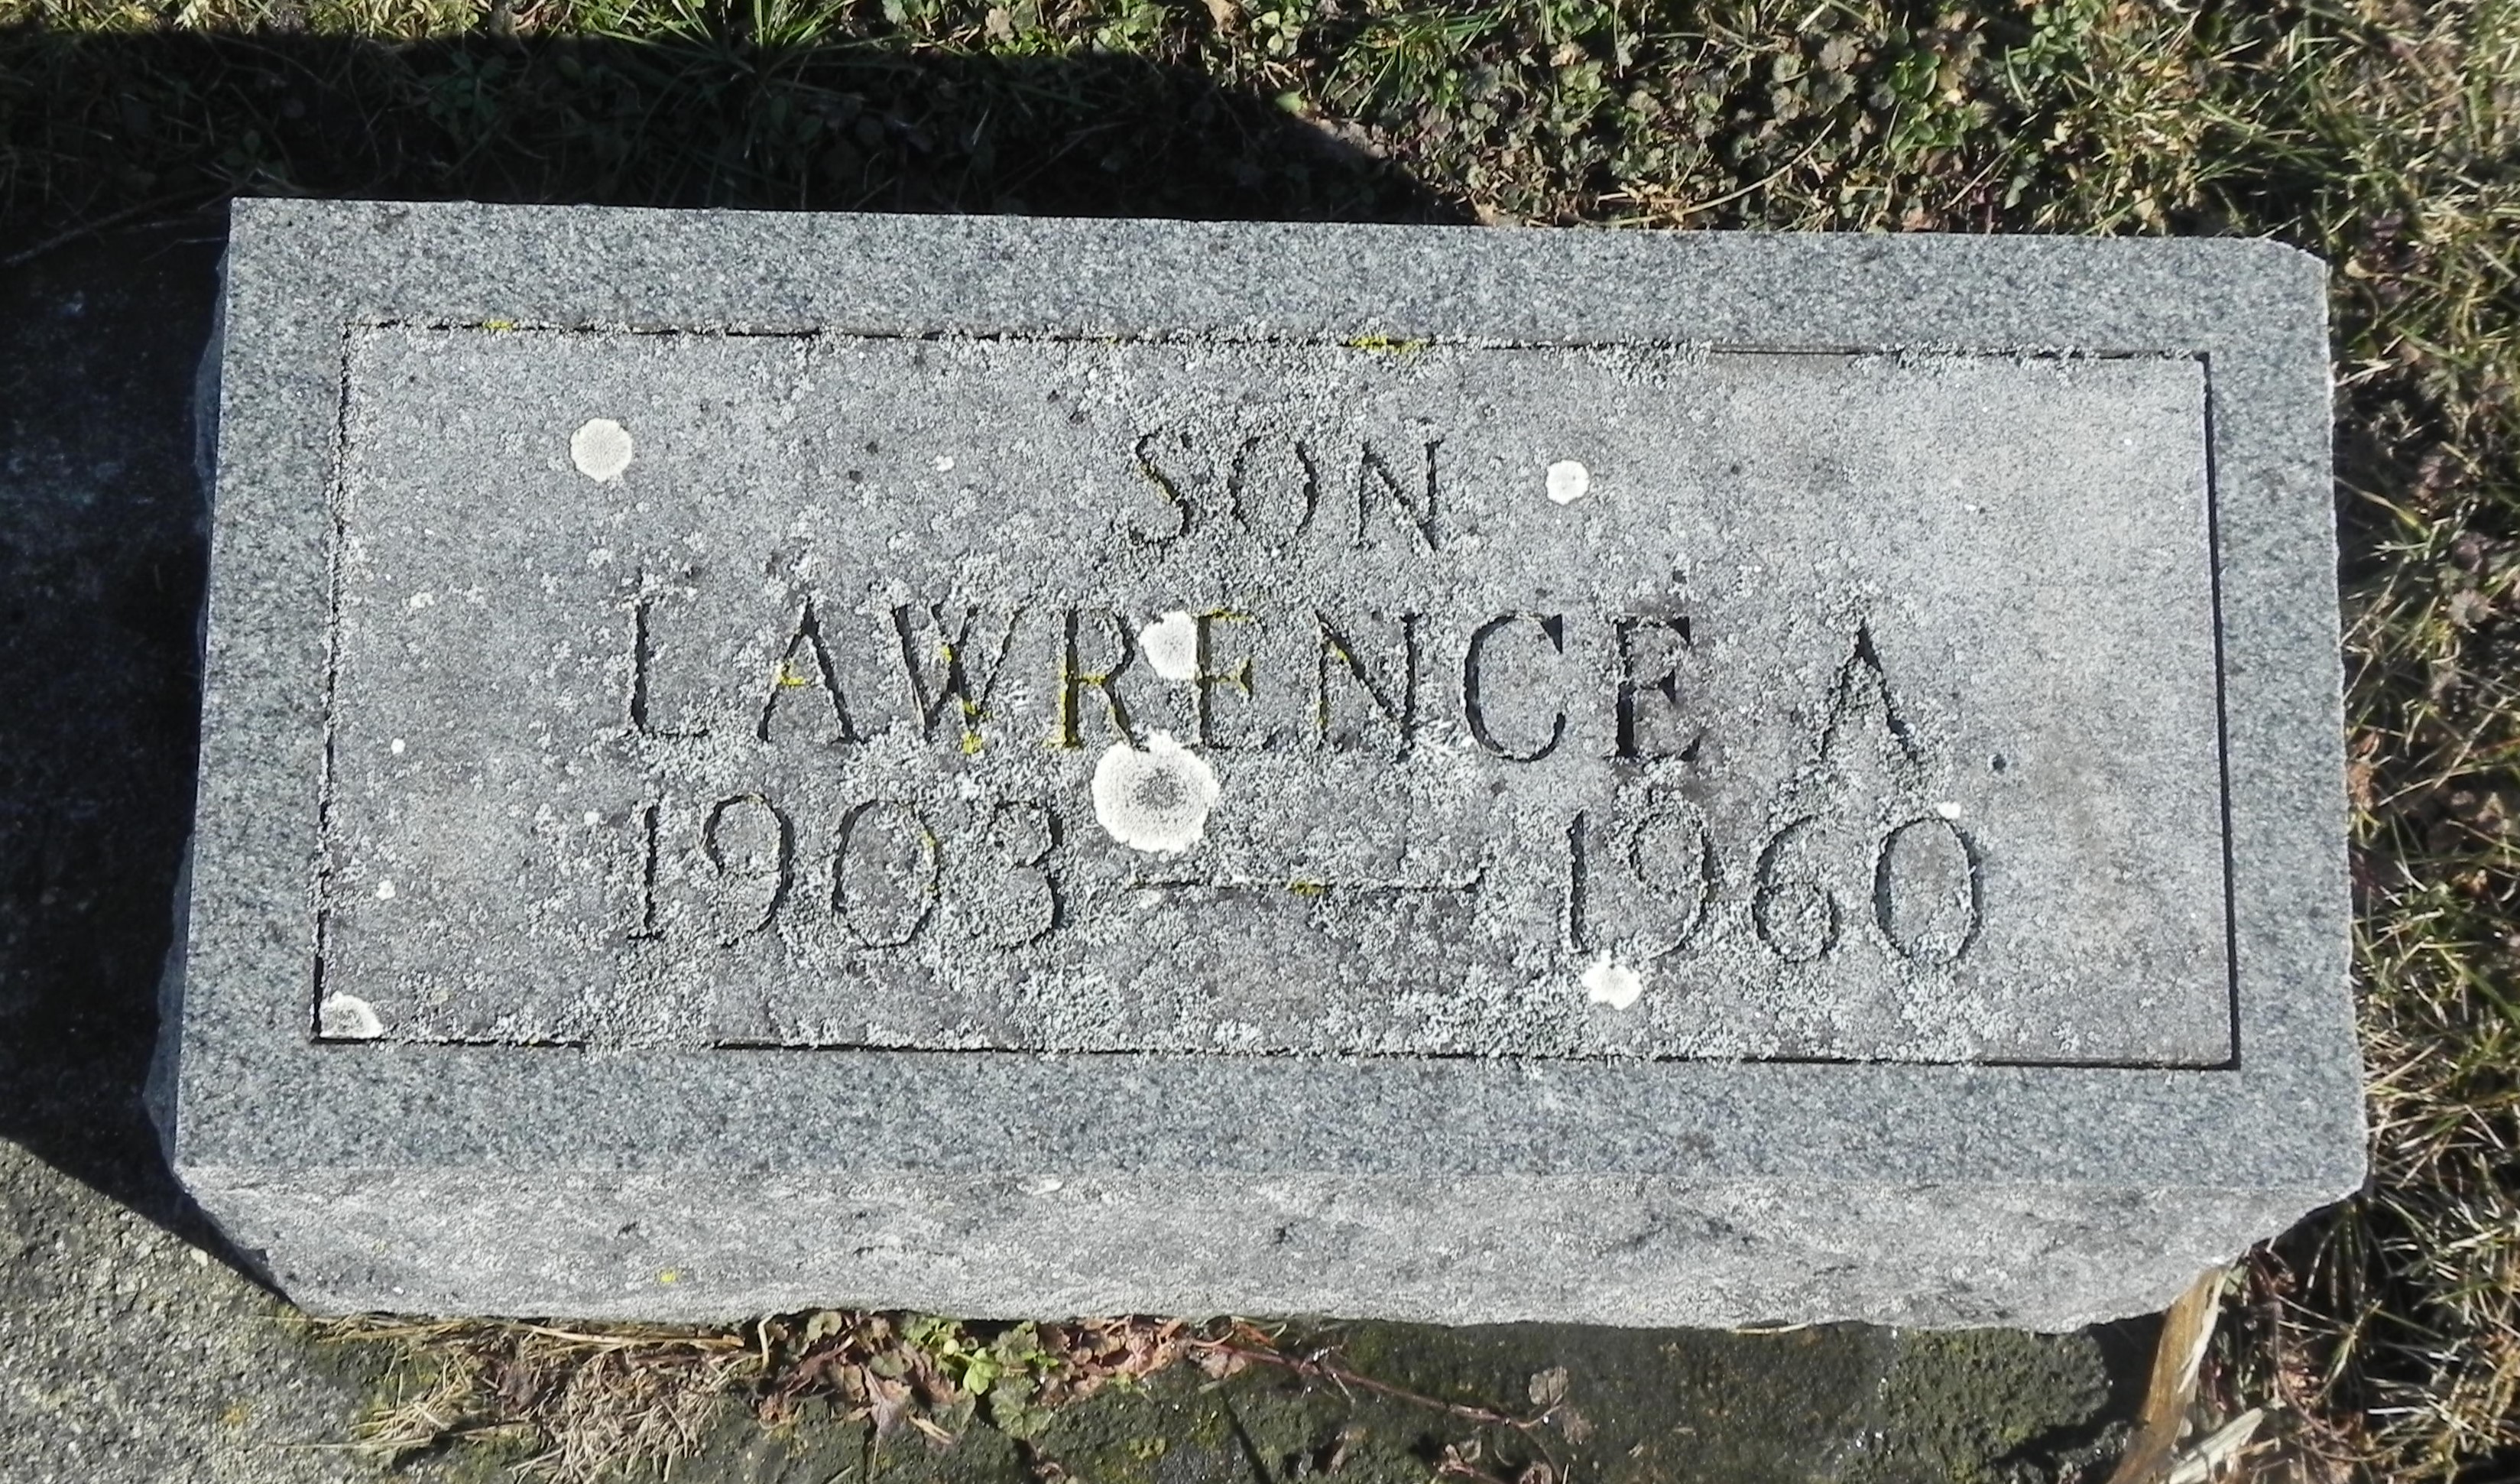 SON
LAWRENCE A
1903 — 1960